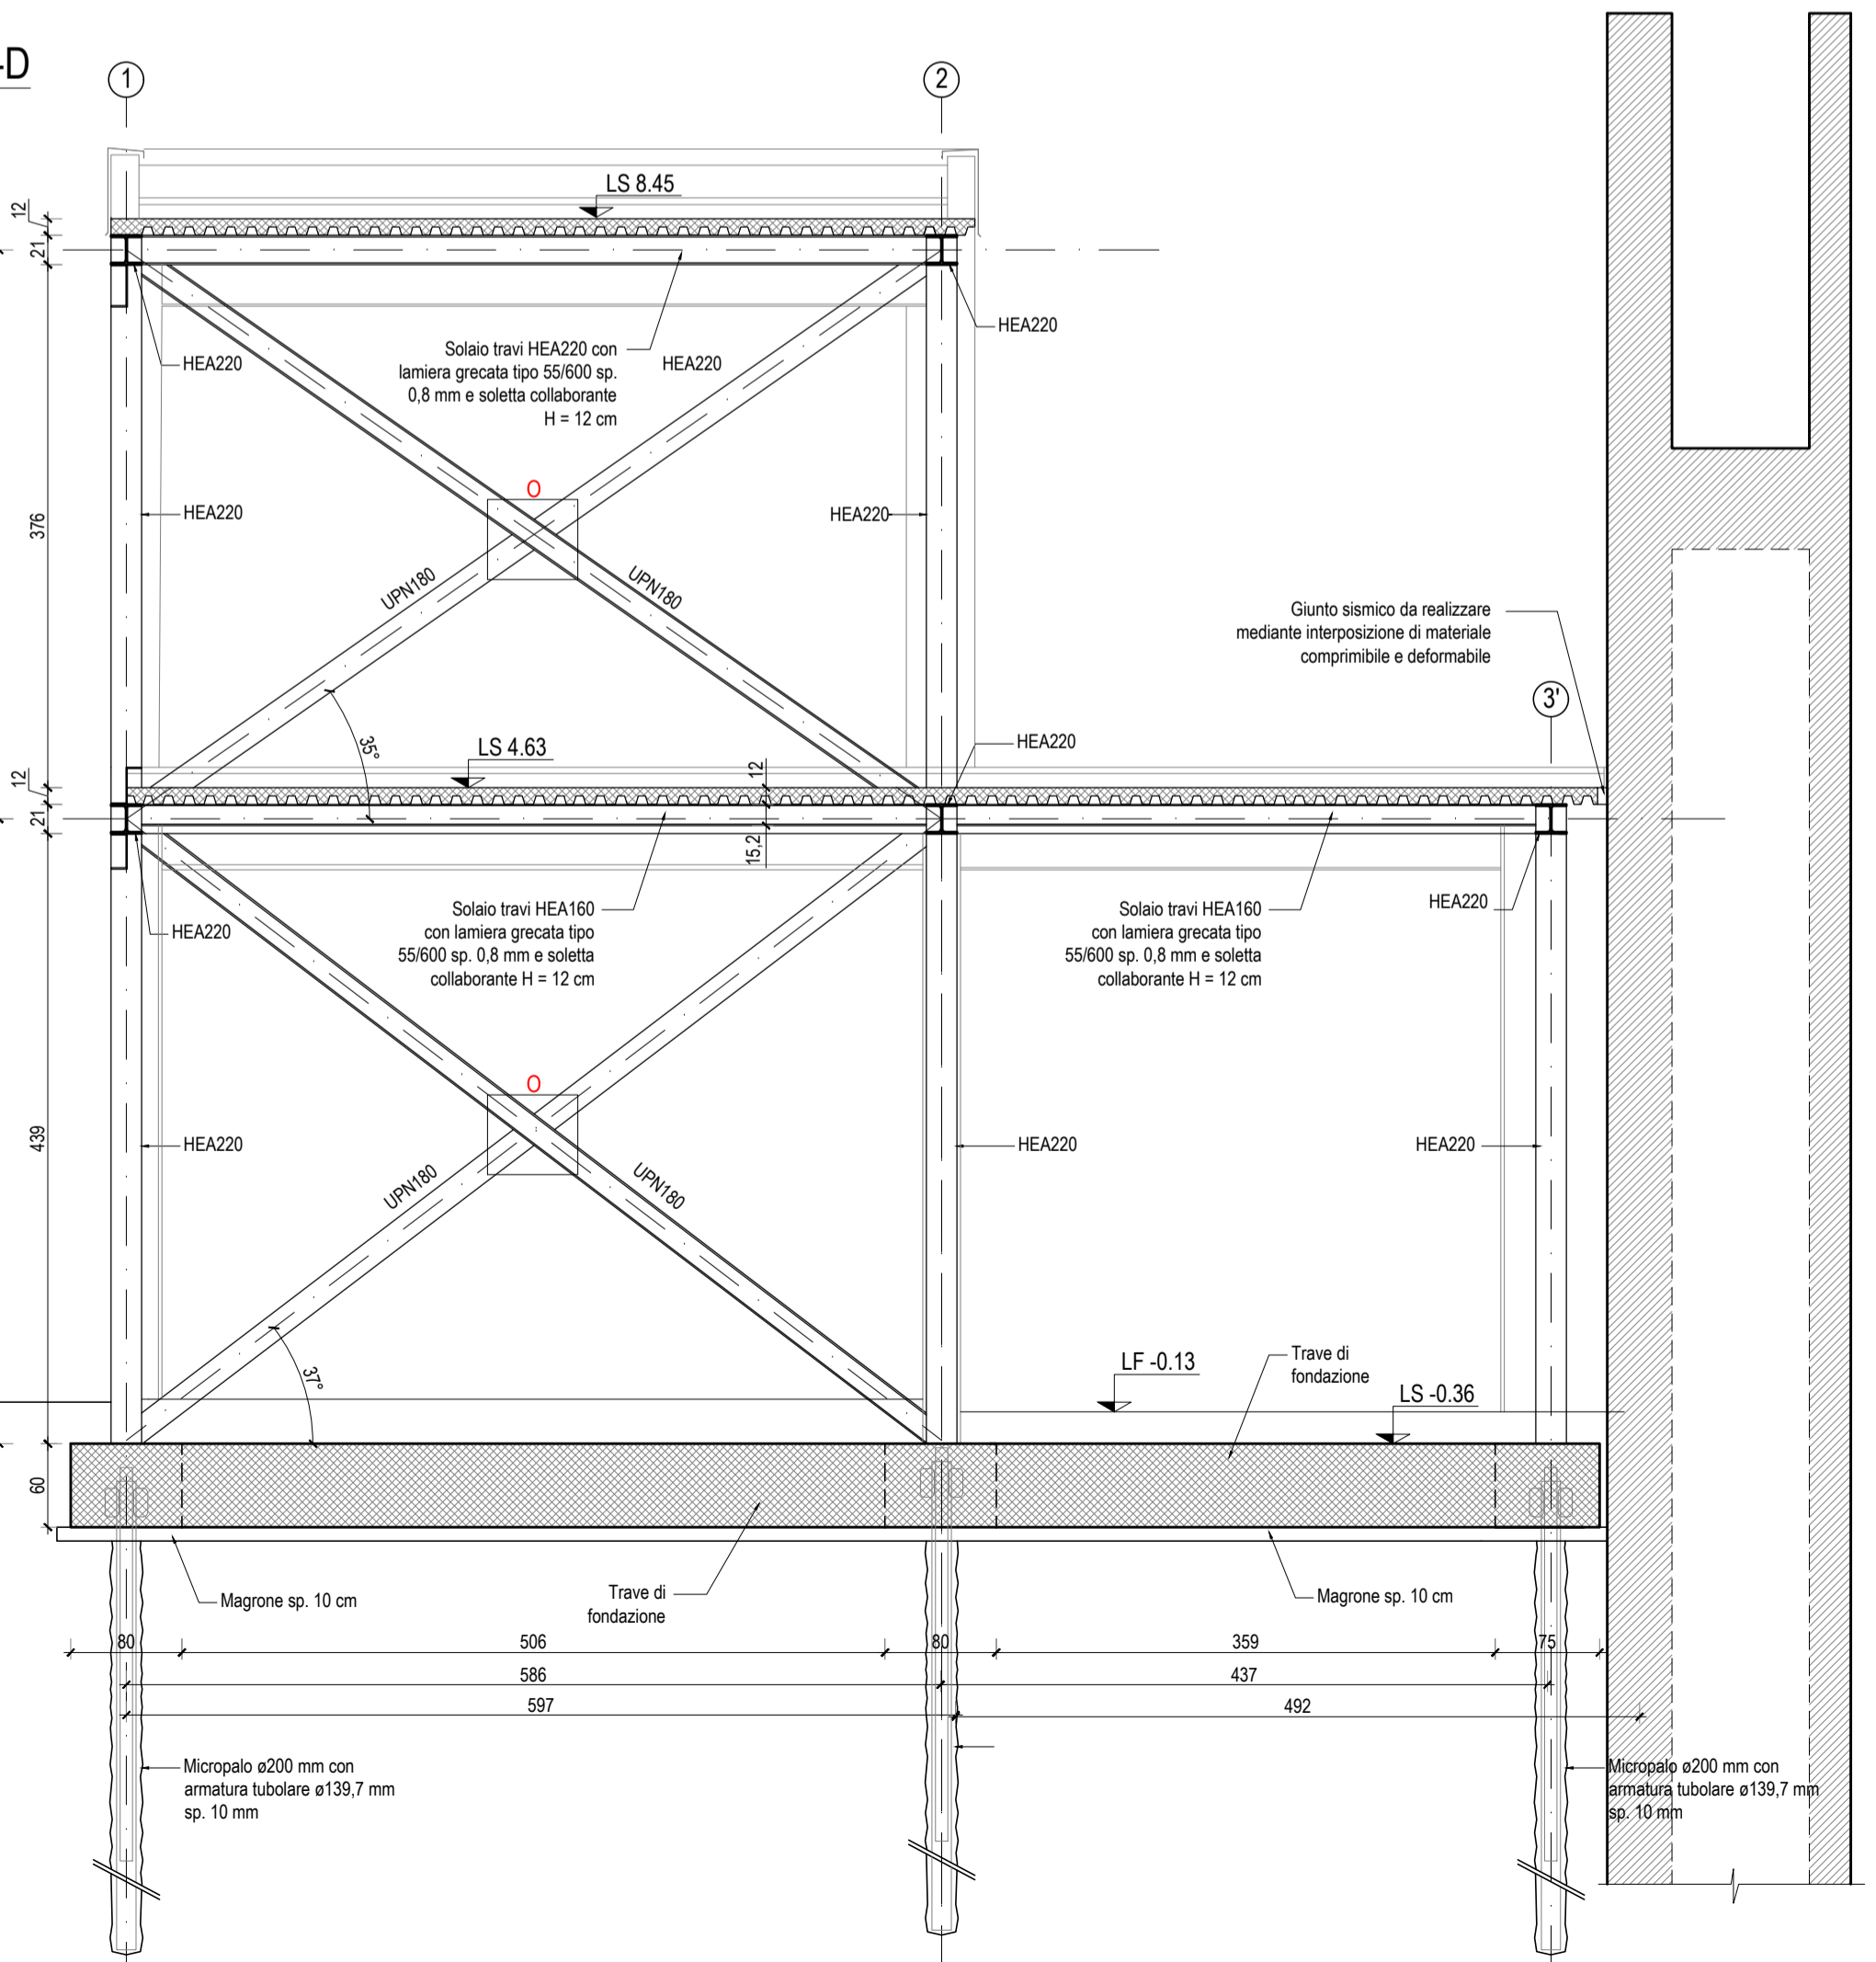 -D
1
2
LS 8.45
12
21
HEA220
HEA220
Solaio travi HEA220 con
lamiera grecata tipo 55/600 sp.
0,8 mm e soletta collaborante
H = 12 cm
HEA220
O
376
HEA220
HEA220
UPN180
UPN180
Giunto sismico da realizzare
mediante interposizione di materiale
comprimibile e deformabile
3'
35°
LS 4.63
HEA220
12
12
21
15,2
Solaio travi HEA160
con lamiera grecata tipo
55/600 sp. 0,8 mm e soletta
collaborante H = 12 cm
Solaio travi HEA160
con lamiera grecata tipo
55/600 sp. 0,8 mm e soletta
collaborante H = 12 cm
HEA220
HEA220
O
439
HEA220
HEA220
HEA220
UPN180
UPN180
37°
LF -0.13
Trave di
fondazione
LS -0.36
60
Magrone sp. 10 cm
Trave di
fondazione
Magrone sp. 10 cm
80
506
80
359
75
586
437
597
492
Micropalo ø200 mm con
armatura tubolare ø139,7 mm
sp. 10 mm
Micropalo ø200 mm con
armatura tubolare ø139,7 mm
sp. 10 mm